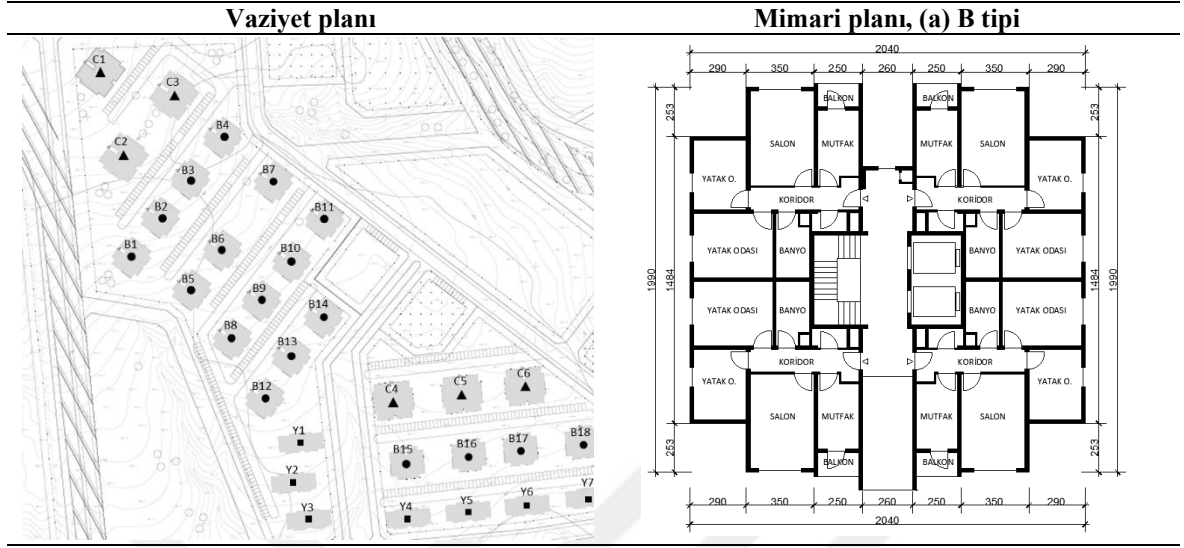 Vaziyet planı
C1
C3
B4
C2
B3
B7
B2
B11
B1
B6
B10
B5
B9
B14
B8
B13
B12
C4
C5
C6
Y1
B15
B16
B17
B18
Y2
Y3
Y4
Y5
Y6
Y7
Mimari planı, (a) B tipi
2040
290 350 250 260 250 350 290
253
253
BALKON
BALKON
SALON
MUTFAK
MUTFAK
SALON
YATAK O.
YATAK O.
KORİDOR
KORİDOR
YATAK ODASI
BANYO
BANYO
YATAK ODASI
1990
1484
1484
1990
YATAK ODASI
BANYO
BANYO
YATAK ODASI
KORİDOR
KORİDOR
YATAK O.
YATAK O.
SALON
MUTFAK
MUTFAK
SALON
BALKON
BALKON
253
253
290 350 250 260 250 350 290
2040